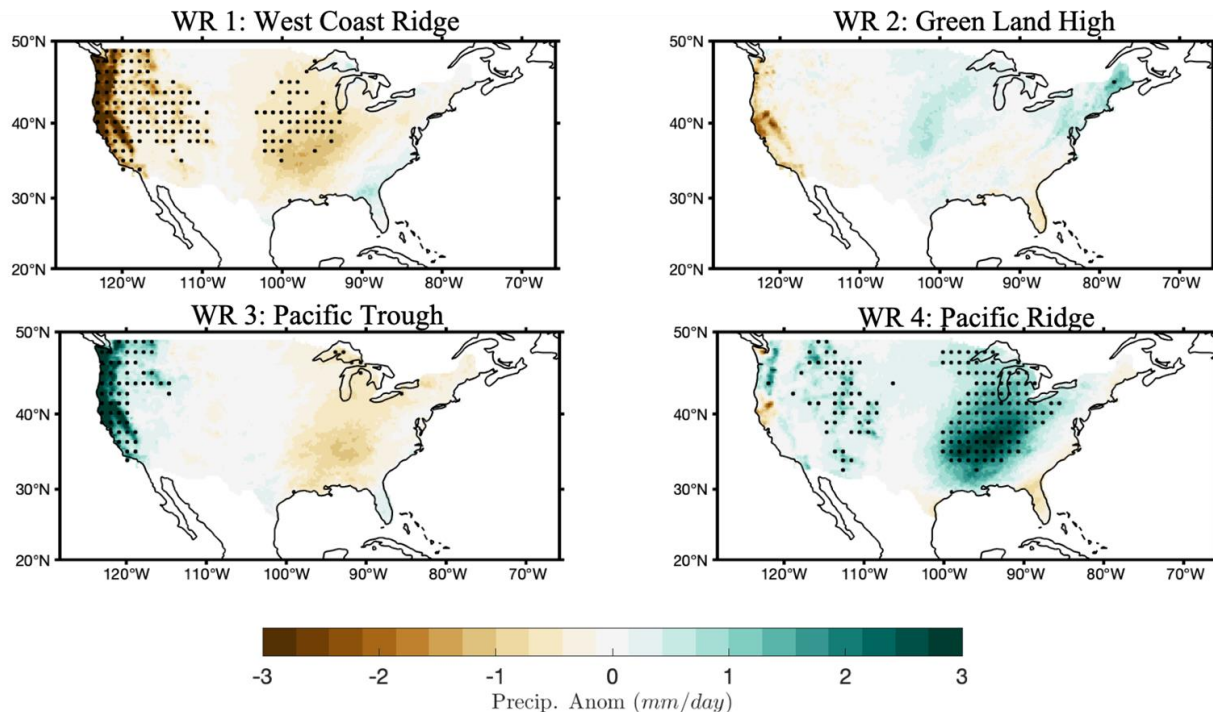 WR 1: West Coast Ridge
WR 2: Green Land High
50°N
40°N
30°N
20°N
120°W 110°W 100°W 90°W 80°W 70°W
50°N
40°N
30°N
20°N
120°W 110°W 100°W 90°W 80°W 70°W
WR 3: Pacific Trough
WR 4: Pacific Ridge
50°N
40°N
30°N
20°N
120°W 110°W 100°W 90°W 80°W 70°W
50°N
40°N
30°N
20°N
120°W 110°W 100°W 90°W 80°W 70°W
-3 -2 -1 0 1 2 3
Precip. Anom (mm/day)